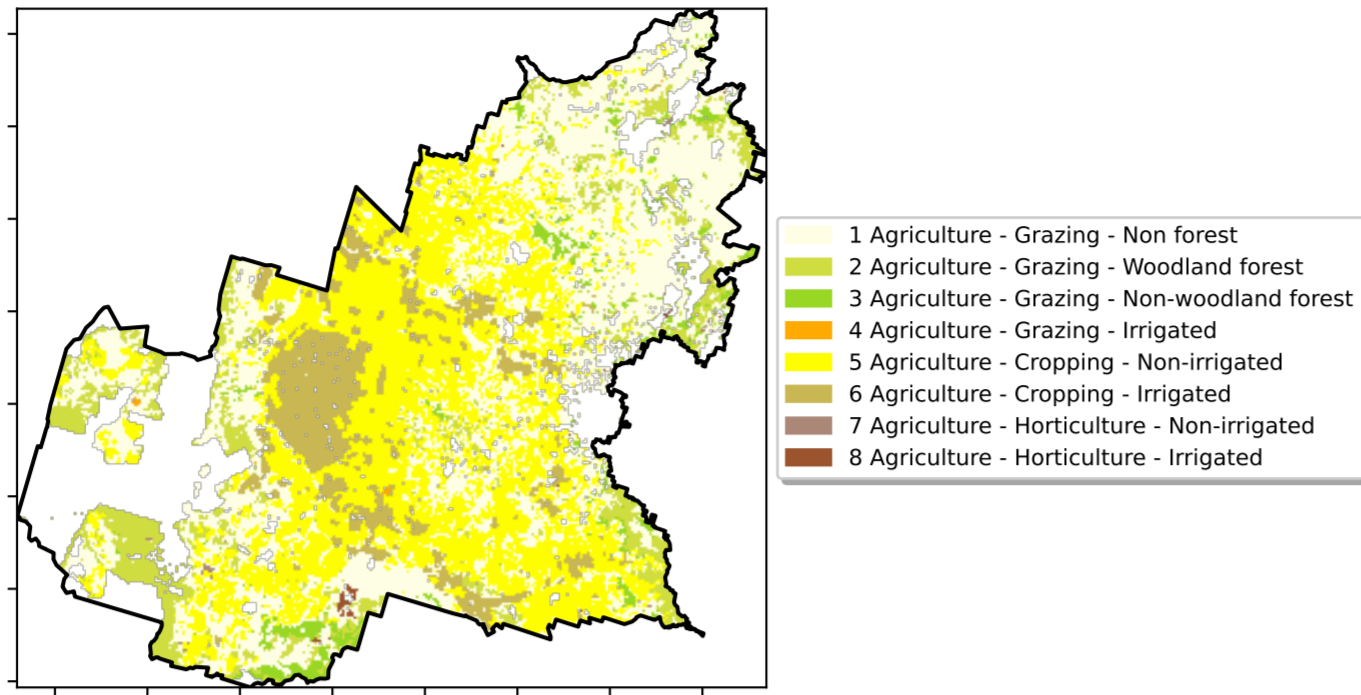 1 Agriculture - Grazing - Non forest
2 Agriculture - Grazing - Woodland forest
3 Agriculture - Grazing - Non-woodland forest
4 Agriculture - Grazing - Irrigated
5 Agriculture - Cropping - Non-irrigated
6 Agriculture - Cropping - Irrigated
7 Agriculture - Horticulture - Non-irrigated
8 Agriculture - Horticulture - Irrigated